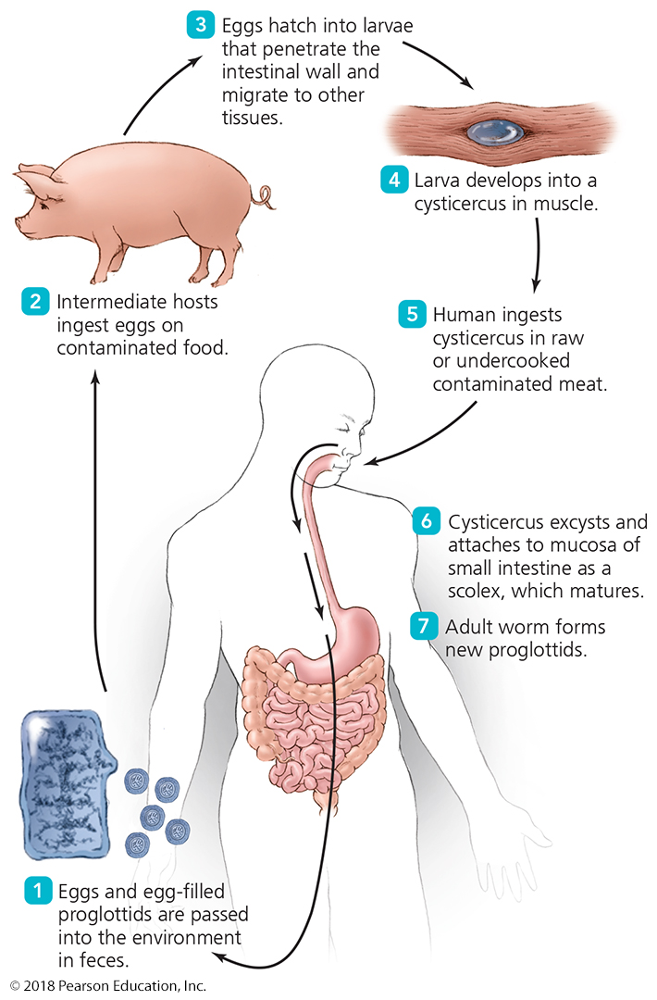 3 Eggs hatch into larvae
that penetrate the
intestinal wall and
migrate to other
tissues.
4 Larva develops into a
cysticercus in muscle.
2 Intermediate hosts
ingest eggs on
contaminated food.
5 Human ingests
cysticercus in raw
or undercooked
contaminated meat.
6 Cysticercus excysts and
attaches to mucosa of
small intestine as a
scolex, which matures.
7 Adult worm forms
new proglottids.
1 Eggs and egg-filled
proglottids are passed
into the environment
in feces.
© 2018 Pearson Education, Inc.